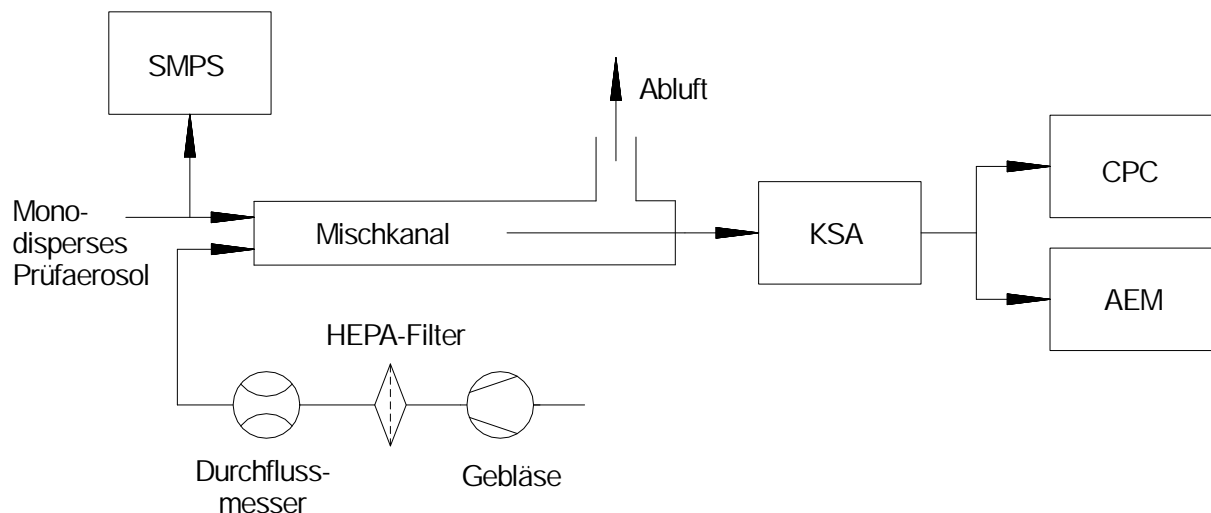 SMPS
Abluft
CPC
Mono-
disperses
Prüfaerosol
Mischkanal
KSA
AEM
HEPA-Filter
Durchfluss-
messer
Gebläse